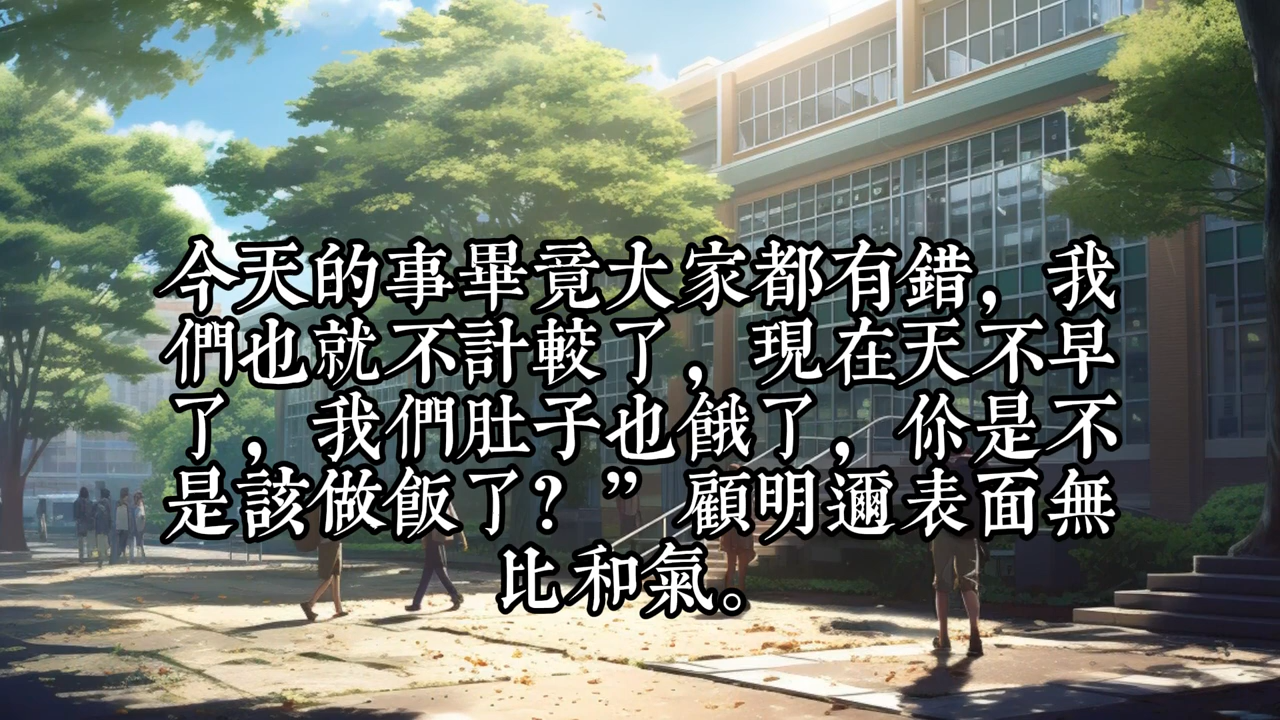 今天的事畢竟大家都有錯，我
們也就不計較了，現在天不早
了，我們肚子也餓了，你是不
是該做飯了？”顧明邇表面無
比和氣。